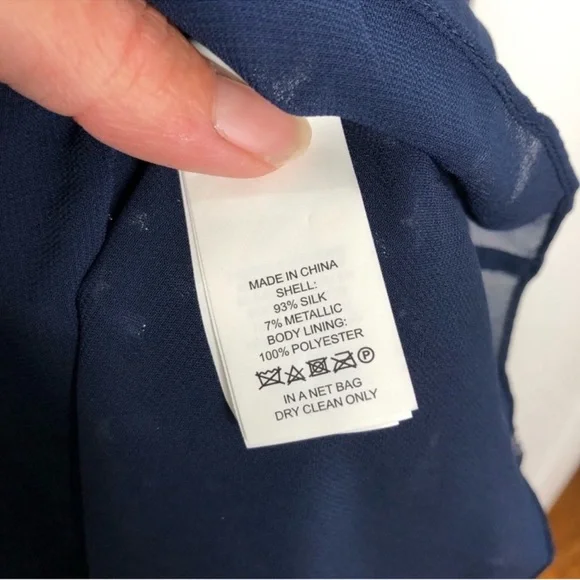 MADE IN CHINA
SHELL:
93% SILK
7% METALLIC
BODY LINING:
100% POLYESTER
P
IN A NET BAG
DRY CLEAN ONLY